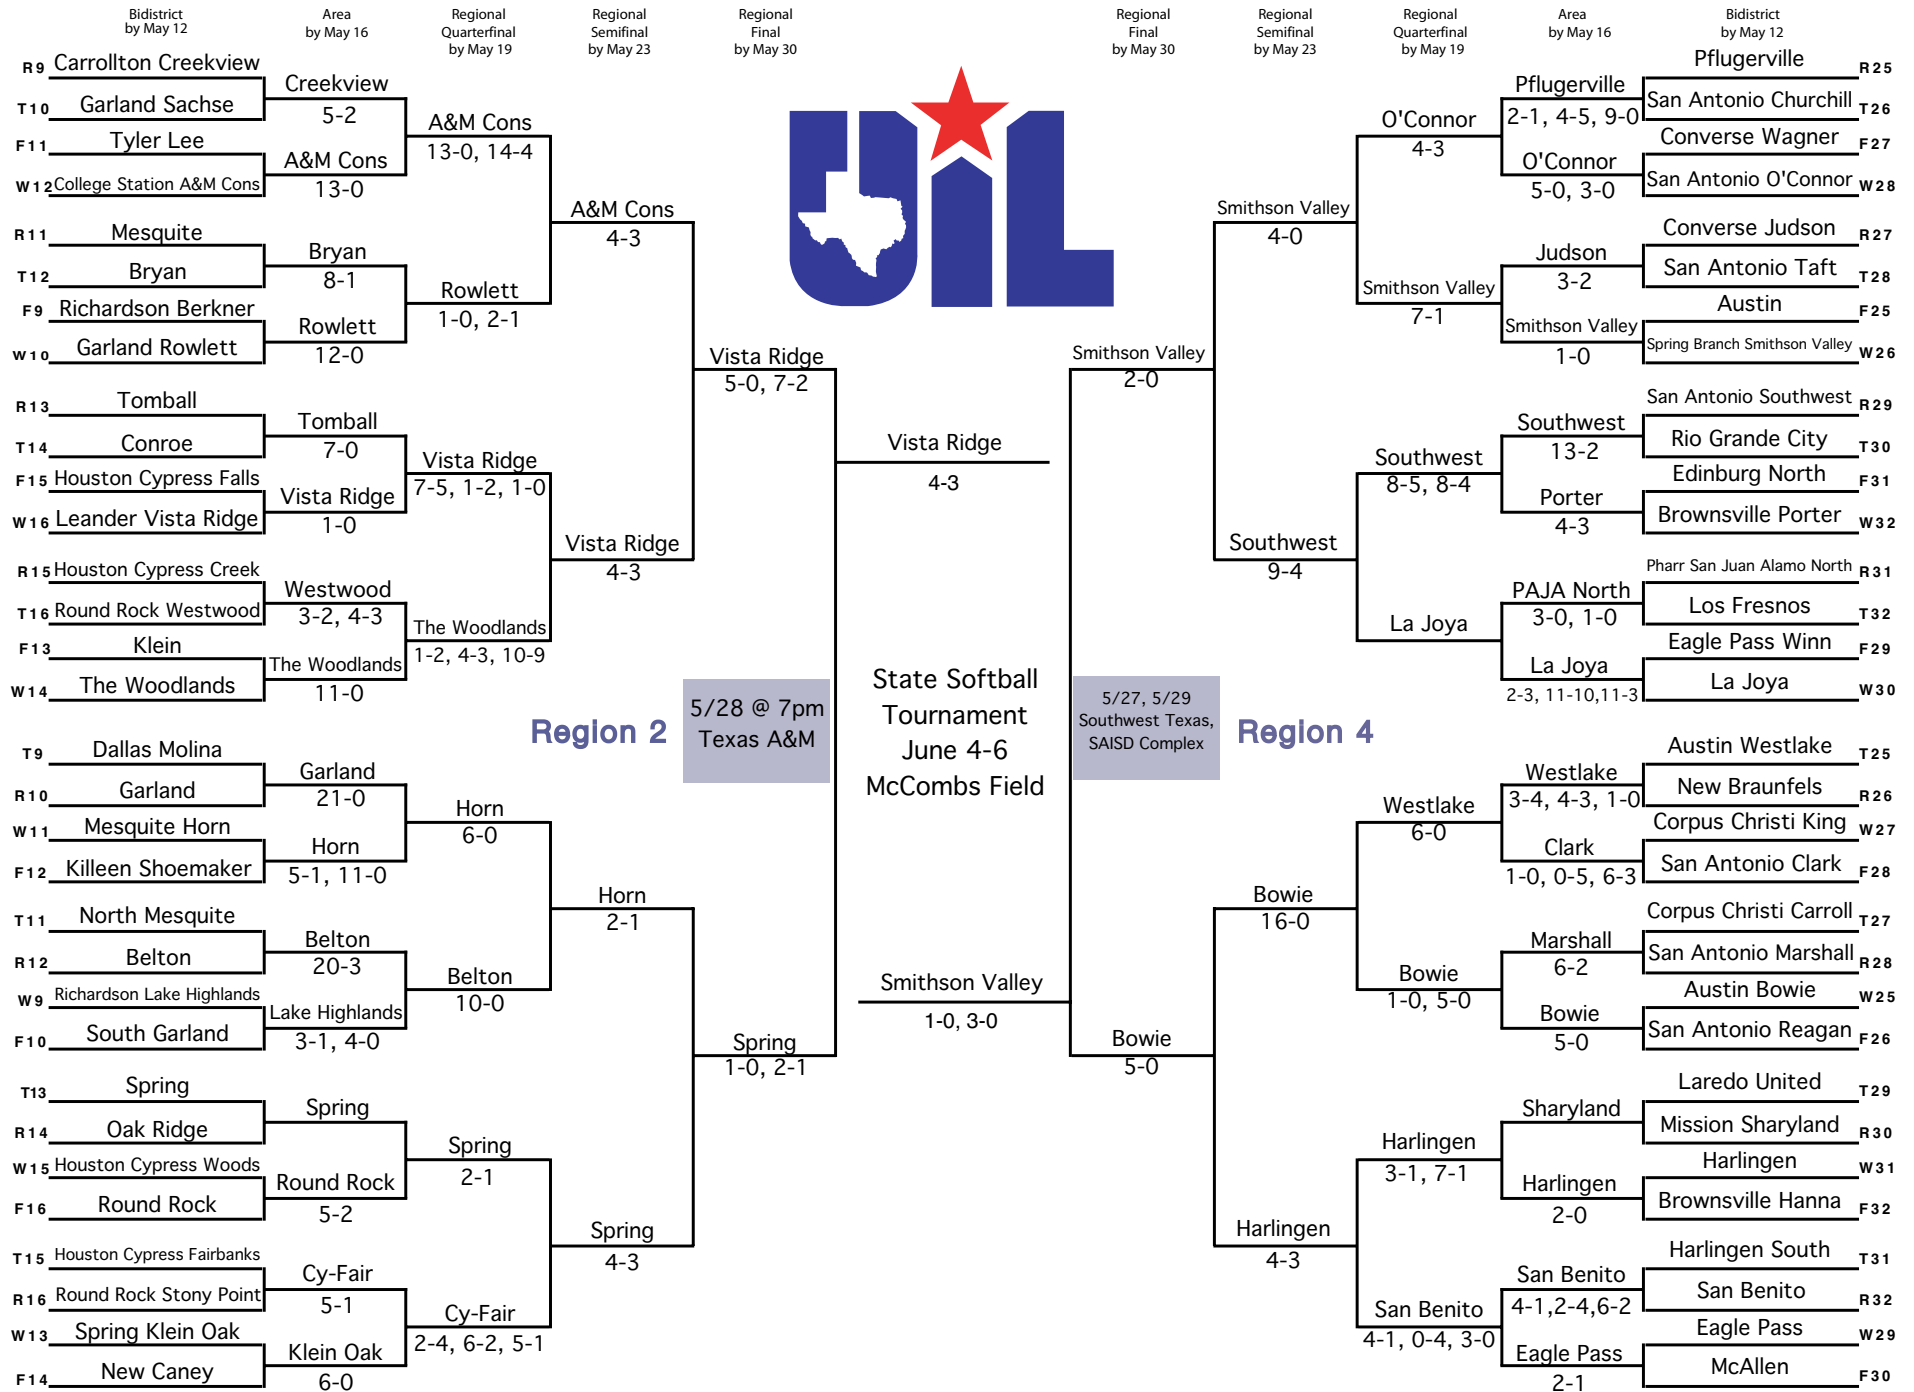 Bidistrict
by May 12
Area
by May 16
Regional
Quarterfinal
by May 19
Regional
Semifinal
by May 23
Regional
Final
by May 30
Regional
Final
by May 30
Regional
Semifinal
by May 23
Regional
Quarterfinal
by May 19
Area
by May 16
Bidistrict
by May 12
R9 Carrollton Creekview
T10 Garland Sachse
F11 Tyler Lee
W12 College Station A&M Cons
R11 Mesquite
T12 Bryan
F9 Richardson Berkner
W10 Garland Rowlett
R13 Tomball
T14 Conroe
F15 Houston Cypress Falls
W16 Leander Vista Ridge
R15 Houston Cypress Creek
T16 Round Rock Westwood
F13 Klein
W14 The Woodlands
T9 Dallas Molina
R10 Garland
W11 Mesquite Horn
F12 Killeen Shoemaker
T11 North Mesquite
R12 Belton
W9 Richardson Lake Highlands
F10 South Garland
T13 Spring
R14 Oak Ridge
W15 Houston Cypress Woods
F16 Round Rock
T15 Houston Cypress Fairbanks
R16 Round Rock Stony Point
W13 Spring Klein Oak
F14 New Caney
Creekview
5-2
A&M Cons
13-0
Bryan
8-1
Rowlett
12-0
Tomball
7-0
Vista Ridge
1-0
Westwood
3-2, 4-3
The Woodlands
11-0
Garland
21-0
Horn
5-1, 11-0
Belton
20-3
Lake Highlands
3-1, 4-0
Spring
Round Rock
5-2
Cy-Fair
5-1
Klein Oak
6-0
A&M Cons
13-0, 14-4
Rowlett
1-0, 2-1
Vista Ridge
7-5, 1-2, 1-0
The Woodlands
1-2, 4-3, 10-9
Horn
6-0
Belton
10-0
Spring
2-1
Cy-Fair
2-4, 6-2, 5-1
A&M Cons
4-3
Vista Ridge
4-3
Horn
2-1
Spring
4-3
Vista Ridge
5-0, 7-2
Spring
1-0, 2-1
Region 2
5/28 @ 7pm
Texas A&M
UIL
Vista Ridge
4-3
State Softball
Tournament
June 4-6
McCombs Field
Smithson Valley
1-0, 3-0
5/27, 5/29
Southwest Texas,
SAISD Complex
Region 4
Smithson Valley
2-0
Bowie
5-0
Smithson Valley
4-0
Southwest
9-4
Bowie
16-0
Harlingen
4-3
O'Connor
4-3
Smithson Valley
7-1
Southwest
8-5, 8-4
La Joya
Westlake
6-0
Bowie
1-0, 5-0
Harlingen
3-1, 7-1
San Benito
4-1, 0-4, 3-0
Pflugerville
2-1, 4-5, 9-0
O'Connor
5-0, 3-0
Judson
3-2
Smithson Valley
1-0
Southwest
13-2
Porter
4-3
PAJA North
3-0, 1-0
La Joya
2-3, 11-10,11-3
Westlake
3-4, 4-3, 1-0
Clark
1-0, 0-5, 6-3
Marshall
6-2
Bowie
5-0
Sharyland
Harlingen
2-0
San Benito
4-1,2-4,6-2
Eagle Pass
2-1
Pflugerville R25
San Antonio Churchill T26
Converse Wagner F27
San Antonio O'Connor W28
Converse Judson R27
San Antonio Taft T28
Austin F25
Spring Branch Smithson Valley W26
San Antonio Southwest R29
Rio Grande City T30
Edinburg North F31
Brownsville Porter W32
Pharr San Juan Alamo North R31
Los Fresnos T32
Eagle Pass Winn F29
La Joya W30
Austin Westlake T25
New Braunfels R26
Corpus Christi King W27
San Antonio Clark F28
Corpus Christi Carroll T27
San Antonio Marshall R28
Austin Bowie W25
San Antonio Reagan F26
Laredo United T29
Mission Sharyland R30
Harlingen W31
Brownsville Hanna F32
Harlingen South T31
San Benito R32
Eagle Pass W29
McAllen F30